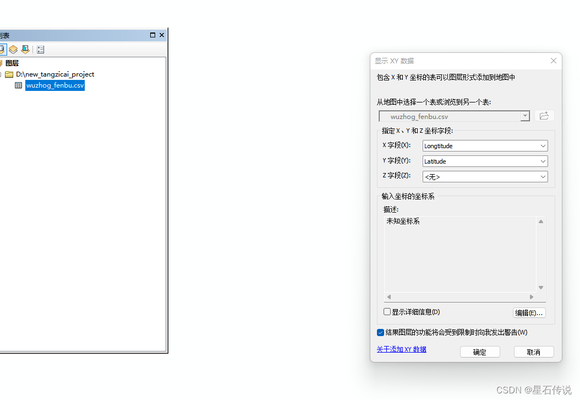 列表
图层
D:\new_tangzicai_project
wuzhog_fenbu.csv
显示 XY 数据
包含 X 和 Y 坐标的表可以图层形式添加到地图中
从地图中选择一个表或浏览到另一个表:
wuzhog_fenbu.csv
指定 X、Y 和 Z 坐标字段:
X 字段(X):
Longtitude
Y 字段(Y):
Latitude
Z 字段(Z):
<无>
输入坐标的坐标系
描述:
未知坐标系
显示详细信息(D)
编辑(E)...
结果图层的功能将会受到限制时向我发出警告(W)
关于添加 XY 数据
确定
取消
CSDN @星石传说